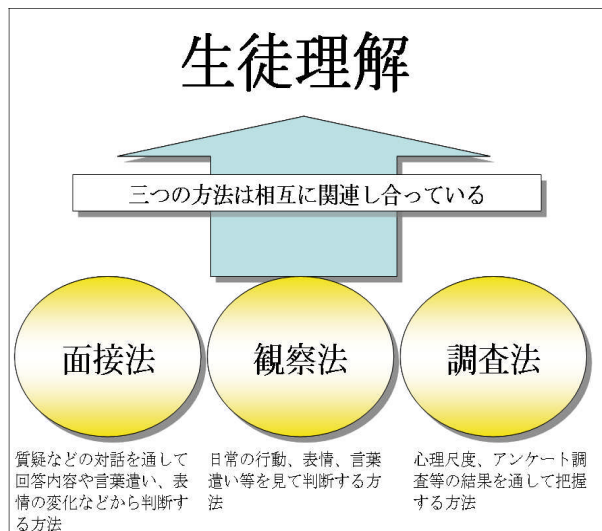 生徒理解
三つの方法は相互に関連し合っている
面接法
観察法
調査法
質疑などの対話を通して
回答内容や言葉遣い、表
情の変化などから判断す
る方法
日常の行動、表情、言葉
遣い等を見て判断する方
法
心理尺度、アンケート調
査等の結果を通して把握
する方法